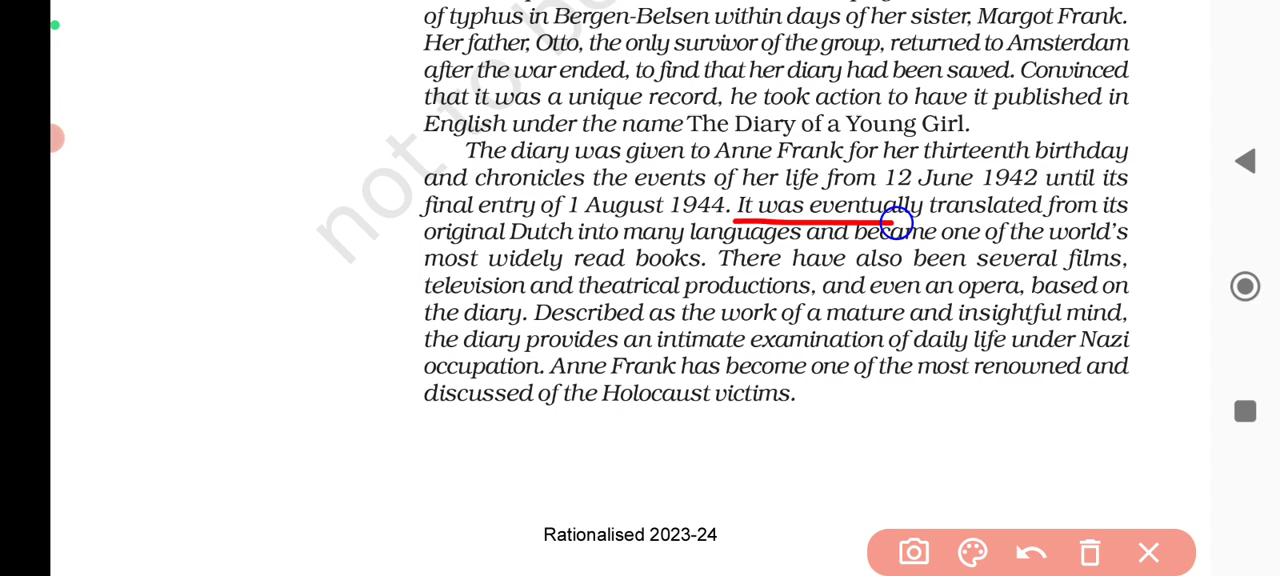 of typhus in Bergen-Belsen within days of her sister, Margot Frank.
Her father, Otto, the only survivor of the group, returned to Amsterdam
after the war ended, to find that her diary had been saved. Convinced
that it was a unique record, he took action to have it published in
English under the name The Diary of a Young Girl.
The diary was given to Anne Frank for her thirteenth birthday
and chronicles the events of her life from 12 June 1942 until its
final entry of 1 August 1944. It was eventually translated from its
original Dutch into many languages and became one of the world's
most widely read books. There have also been several films,
television and theatrical productions, and even an opera, based on
the diary. Described as the work of a mature and insightful mind,
the diary provides an intimate examination of daily life under Nazi
occupation. Anne Frank has become one of the most renowned and
discussed of the Holocaust victims.
not to be
Rationalised 2023-24